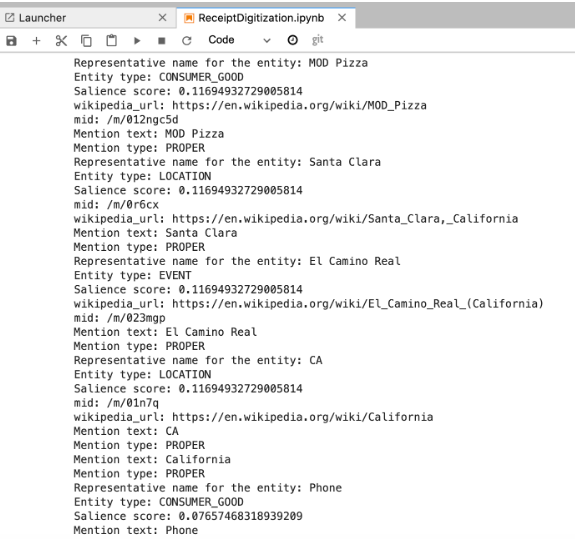 Launcher
ReceiptDigitization.ipynb
Code
git
Representative name for the entity: MOD Pizza
Entity type: CONSUMER_GOOD
Salience score: 0.11694932729005814
wikipedia_url: https://en.wikipedia.org/wiki/MOD_Pizza
mid: /m/012ngc5d
Mention text: MOD Pizza
Mention type: PROPER
Representative name for the entity: Santa Clara
Entity type: LOCATION
Salience score: 0.11694932729005814
mid: /m/0r6cx
wikipedia_url: https://en.wikipedia.org/wiki/Santa_Clara,_California
Mention text: Santa Clara
Mention type: PROPER
Representative name for the entity: El Camino Real
Entity type: EVENT
Salience score: 0.11694932729005814
wikipedia_url: https://en.wikipedia.org/wiki/El_Camino_Real_(California)
mid: /m/023mgp
Mention text: El Camino Real
Mention type: PROPER
Representative name for the entity: CA
Entity type: LOCATION
Salience score: 0.11694932729005814
mid: /m/01n7q
wikipedia_url: https://en.wikipedia.org/wiki/California
Mention text: CA
Mention type: PROPER
Mention text: California
Mention type: PROPER
Representative name for the entity: Phone
Entity type: CONSUMER_GOOD
Salience score: 0.07657468318939209
Mention text: Phone